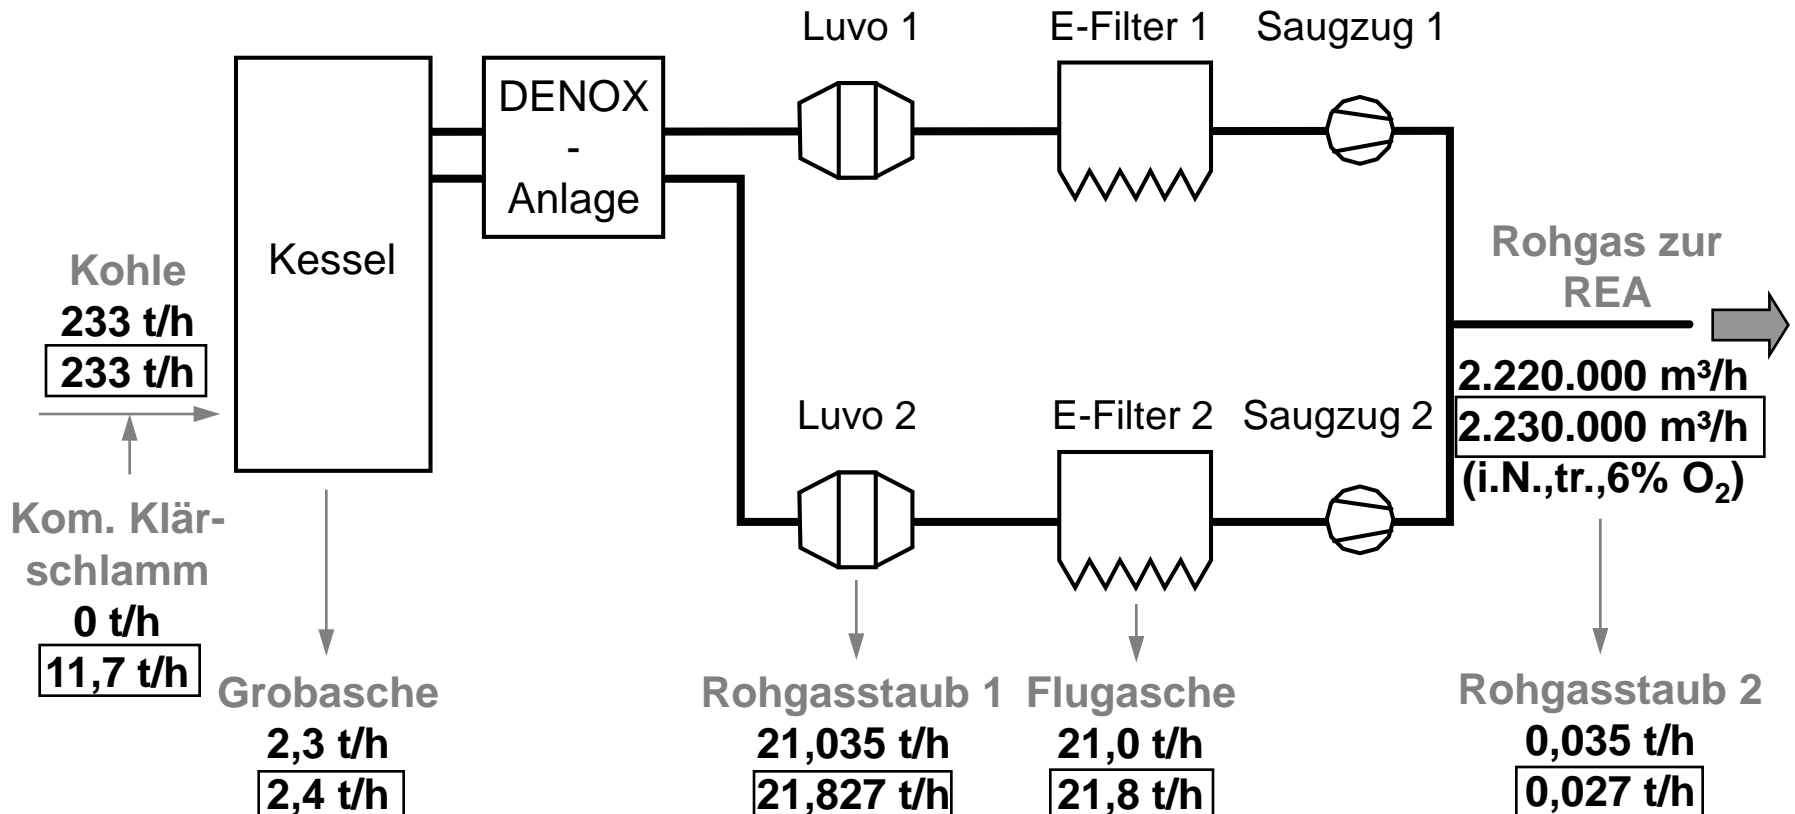 Luvo 1
E-Filter 1
Saugzug 1
DENOX
-
Anlage
Kessel
Kohle
233 t/h
233 t/h
Rohgas zur
REA
2.220.000 m³/h
2.230.000 m³/h
(i.N.,tr.,6% O₂)
Luvo 2
E-Filter 2
Saugzug 2
Kom. Klär-
schlamm
0 t/h
11,7 t/h
Grobasche
2,3 t/h
2,4 t/h
Rohgasstaub 1
21,035 t/h
21,827 t/h
Flugasche
21,0 t/h
21,8 t/h
Rohgasstaub 2
0,035 t/h
0,027 t/h